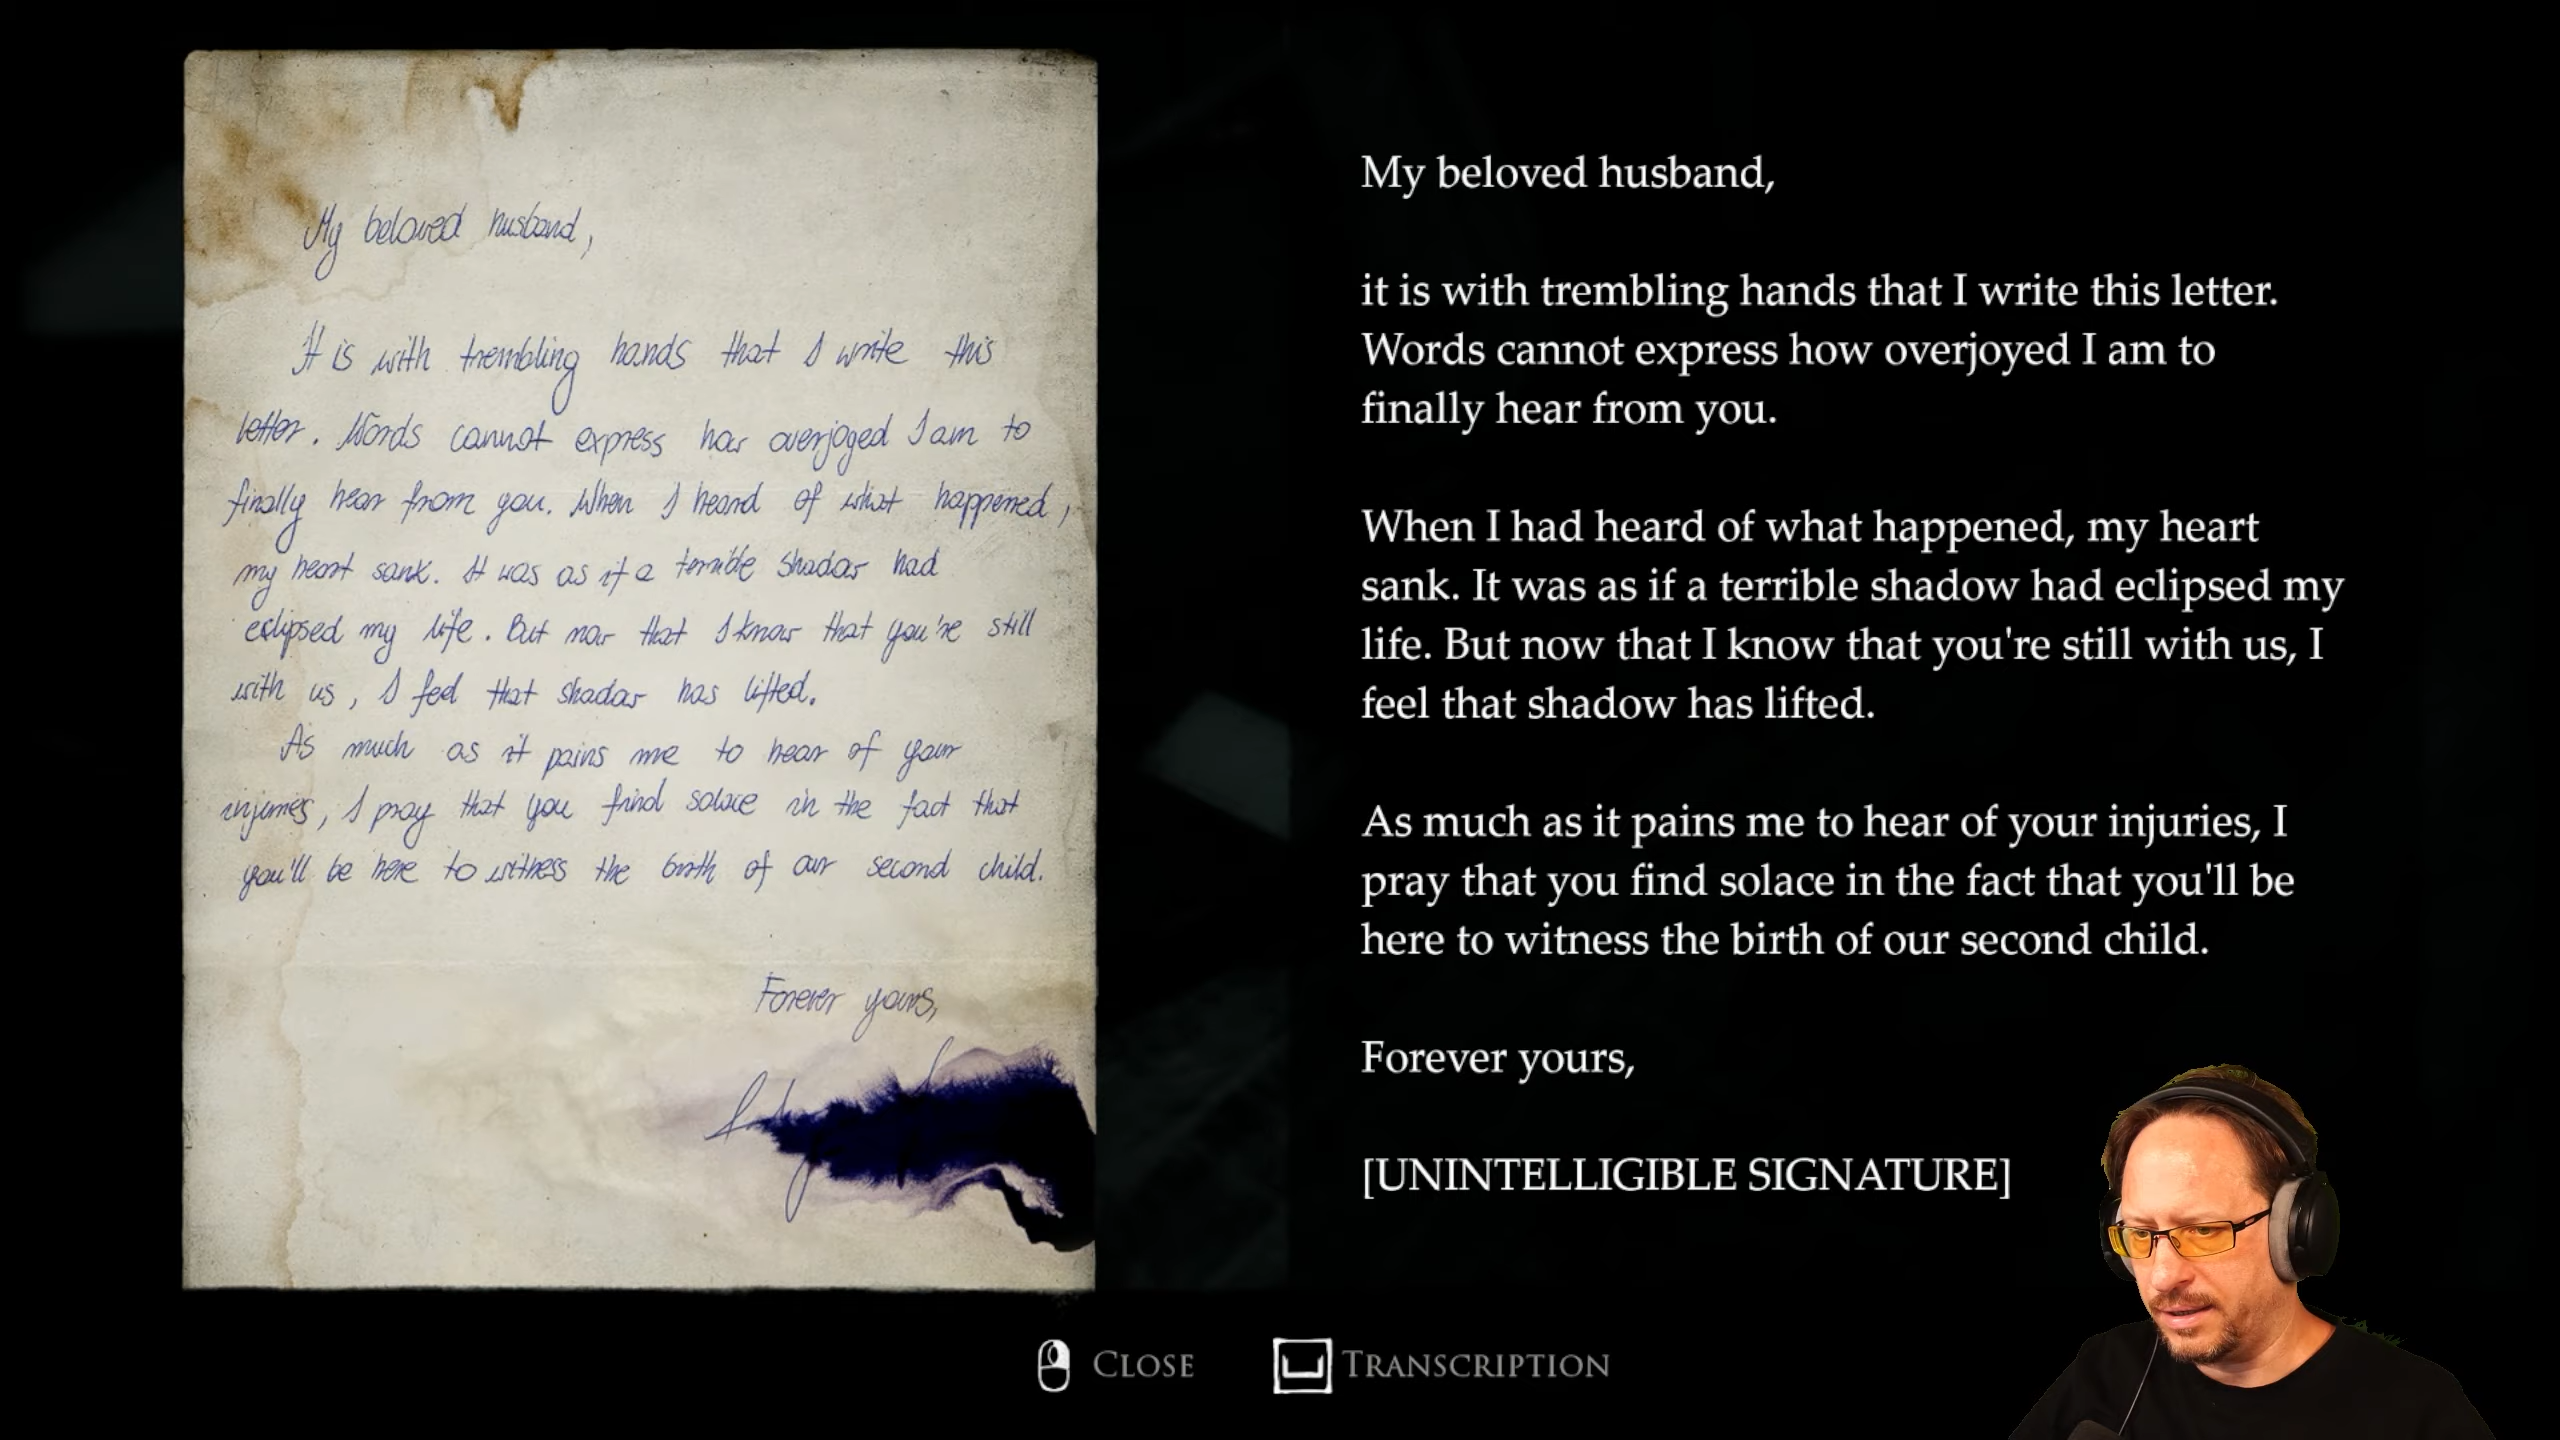 My beloved husband,
It is with trembling hands that I write this
letter. Words cannot express how overjoyed I am to
finally hear from you. When I heard of what happened,
my heart sank. It was as if a terrible shadow had
eclipsed my life. But now that I know that you're still
with us, I feel that shadow has lifted.
As much as it pains me to hear of your
injuries, I pray that you find solace in the fact that
you'll be here to witness the birth of our second child.
Forever yours,
My beloved husband,
it is with trembling hands that I write this letter.
Words cannot express how overjoyed I am to
finally hear from you.
When I had heard of what happened, my heart
sank. It was as if a terrible shadow had eclipsed my
life. But now that I know that you're still with us, I
feel that shadow has lifted.
As much as it pains me to hear of your injuries, I
pray that you find solace in the fact that you'll be
here to witness the birth of our second child.
Forever yours,
[UNINTELLIGIBLE SIGNATURE]
CLOSE
TRANSCRIPTION